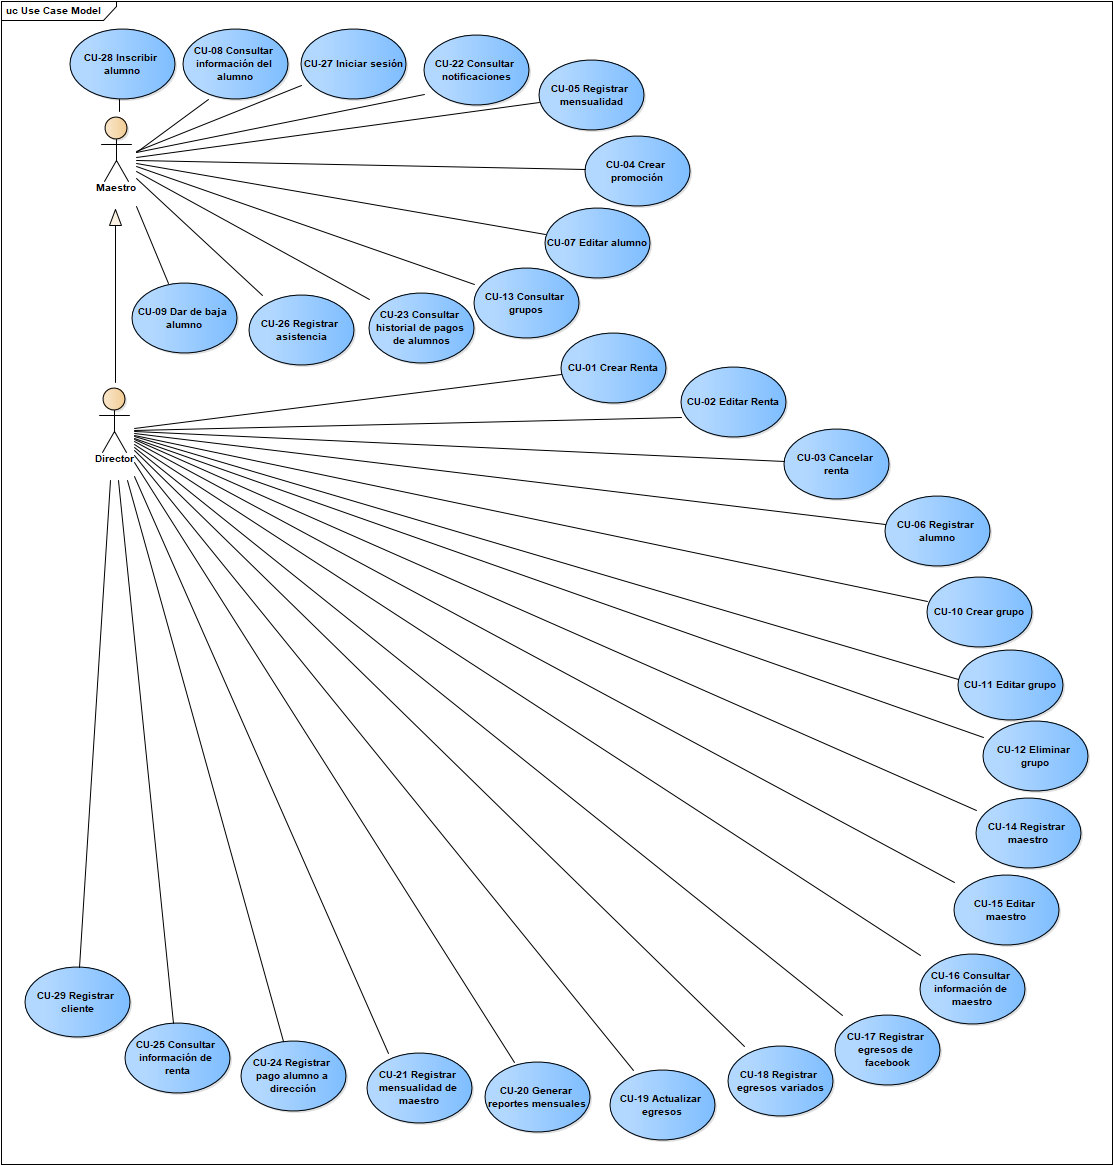 uc Use Case Model
CU-28 Inscribir
alumno
CU-08 Consultar
información del
alumno
CU-27 Iniciar sesión
CU-22 Consultar
notificaciones
CU-05 Registrar
mensualidad
CU-04 Crear
promoción
Maestro
CU-07 Editar alumno
CU-13 Consultar
grupos
CU-09 Dar de baja
alumno
CU-26 Registrar
asistencia
CU-23 Consultar
historial de pagos
de alumnos
CU-01 Crear Renta
CU-02 Editar Renta
Director
CU-03 Cancelar
renta
CU-06 Registrar
alumno
CU-10 Crear grupo
CU-11 Editar grupo
CU-12 Eliminar
grupo
CU-14 Registrar
maestro
CU-15 Editar
maestro
CU-16 Consultar
información de
maestro
CU-17 Registrar
egresos de
facebook
CU-18 Registrar
egresos variados
CU-19 Actualizar
egresos
CU-20 Generar
reportes mensuales
CU-21 Registrar
mensualidad de
maestro
CU-24 Registrar
pago alumno a
dirección
CU-25 Consultar
información de
renta
CU-29 Registrar
cliente